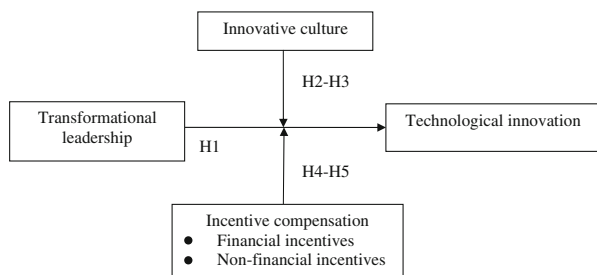 Innovative culture
H2-H3
Transformational
leadership
H1
Technological innovation
H4-H5
Incentive compensation
● Financial incentives
● Non-financial incentives